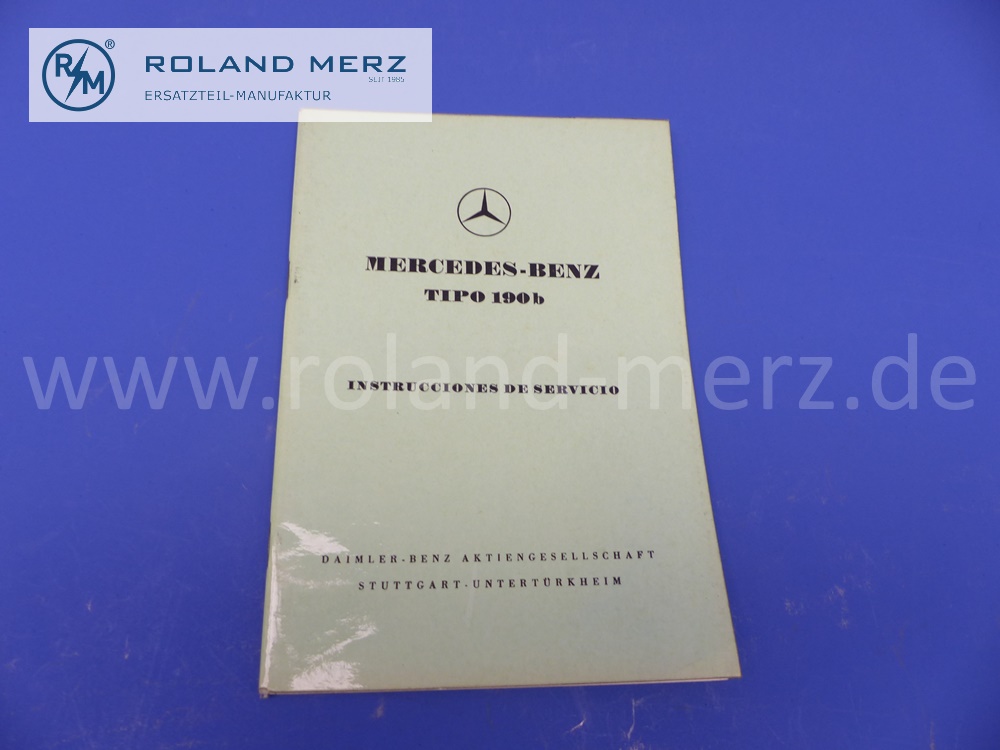 R/M®
ROLAND MERZ
SEIT 1985
ERSATZTEIL-MANUFAKTUR
MERCEDES-BENZ
TIPO 190b
www.roland-merz.de
INSTRUCCIONES DE SERVICIO
DAIMLER-BENZ AKTIENGESELLSCHAFT
STUTTGART-UNTERTÜRKHEIM